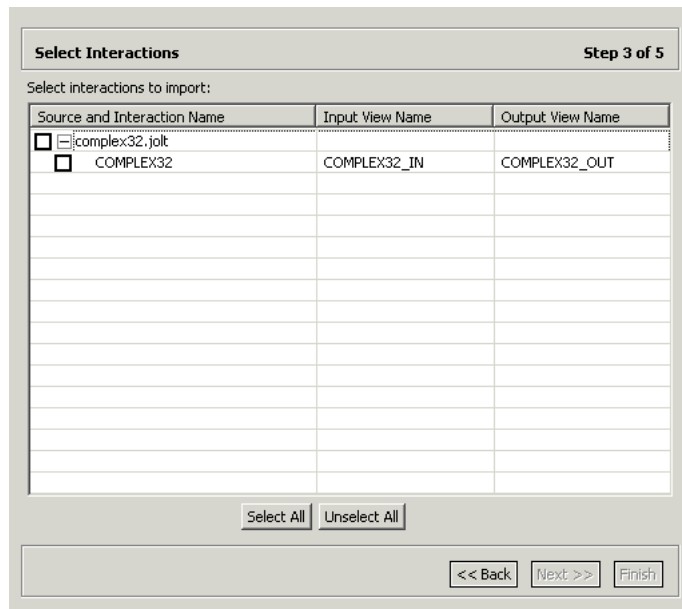 Select Interactions Step 3 of 5
Select interactions to import:
Source and Interaction Name Input View Name Output View Name
complex32.jolt
COMPLEX32 COMPLEX32_IN COMPLEX32_OUT
Select All Unselect All
<< Back Next >> Finish